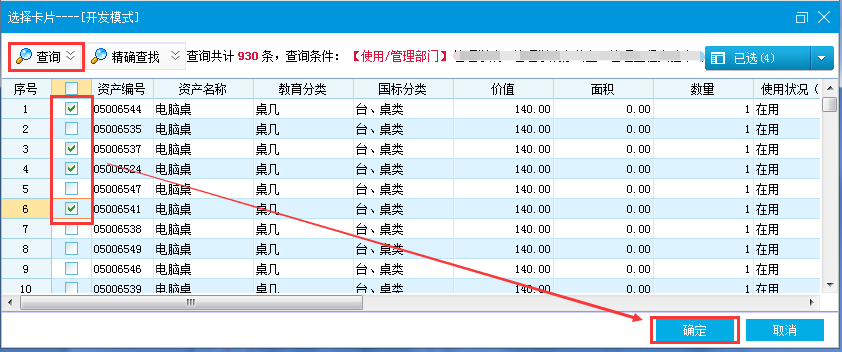 选择卡片----[开发模式]
查询 精确查找 查询共计 930 条，查询条件：【使用/管理部门】 已选(4)
序号 资产编号 资产名称 教育分类 国标分类 价值 面积 数量 使用状况（
1 05006544 电脑桌 桌几 台、桌类 140.00 0.00 1 在用
2 05006535 电脑桌 桌几 台、桌类 140.00 0.00 1 在用
3 05006537 电脑桌 桌几 台、桌类 140.00 0.00 1 在用
4 05006524 电脑桌 桌几 台、桌类 140.00 0.00 1 在用
5 05006547 电脑桌 桌几 台、桌类 140.00 0.00 1 在用
6 05006541 电脑桌 桌几 台、桌类 140.00 0.00 1 在用
7 05006538 电脑桌 桌几 台、桌类 140.00 0.00 1 在用
8 05006549 电脑桌 桌几 台、桌类 140.00 0.00 1 在用
9 05006546 电脑桌 桌几 台、桌类 140.00 0.00 1 在用
10 05006539 电脑桌 桌几 台、桌类 140.00 0.00 1 在用
确定 取消